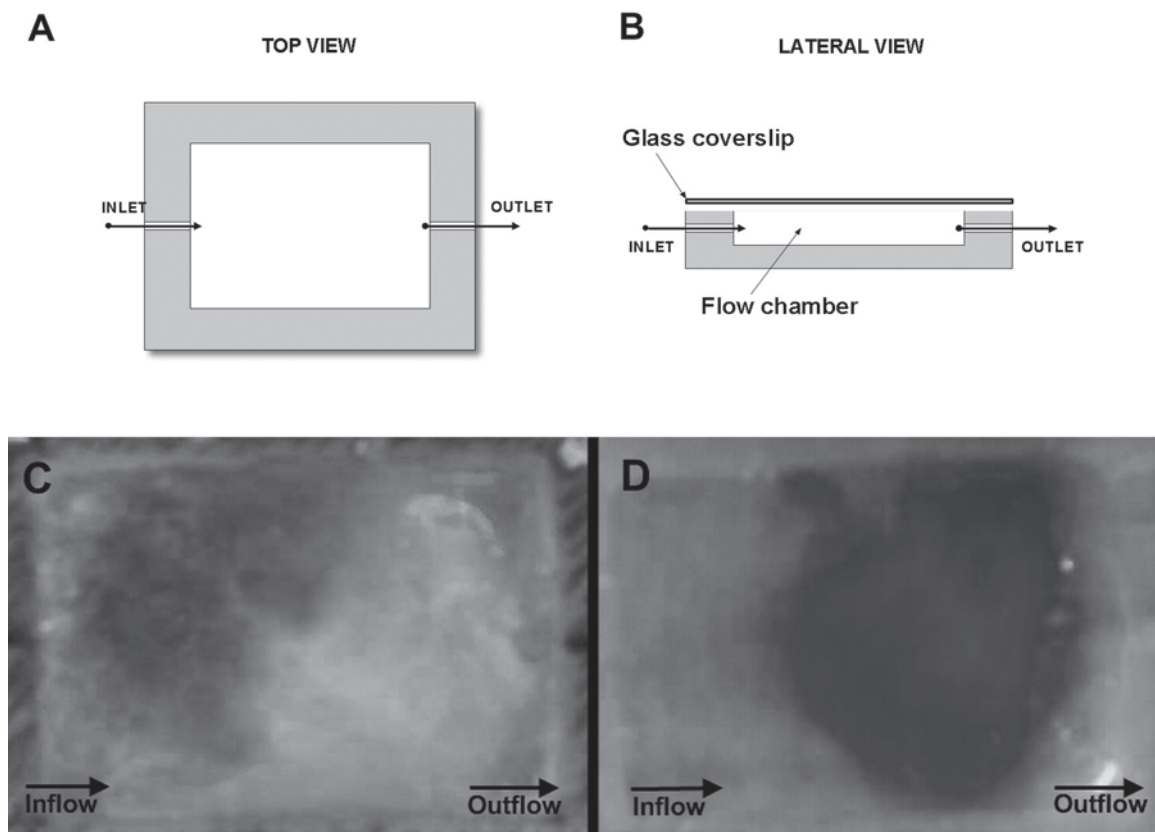 A
TOP VIEW
INLET
OUTLET
B
LATERAL VIEW
Glass coverslip
INLET
OUTLET
Flow chamber
C
Inflow
Outflow
D
Inflow
Outflow